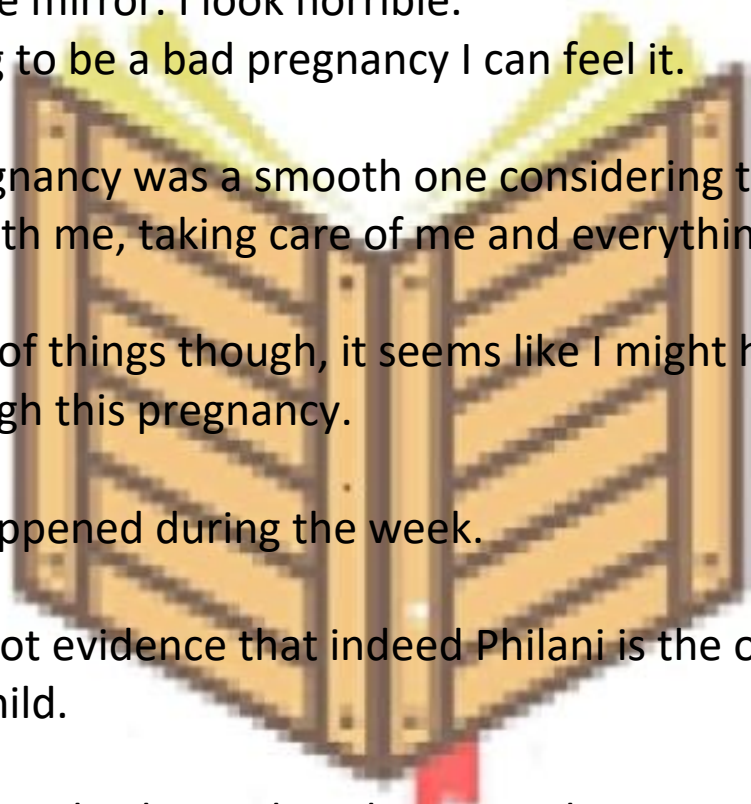 e mirror. I look horrible.
g to be a bad pregnancy I can feel it.
gnancy was a smooth one considering t
th me, taking care of me and everythin
of things though, it seems like I might h
gh this pregnancy.
ppened during the week.
ot evidence that indeed Philani is the o
hild.